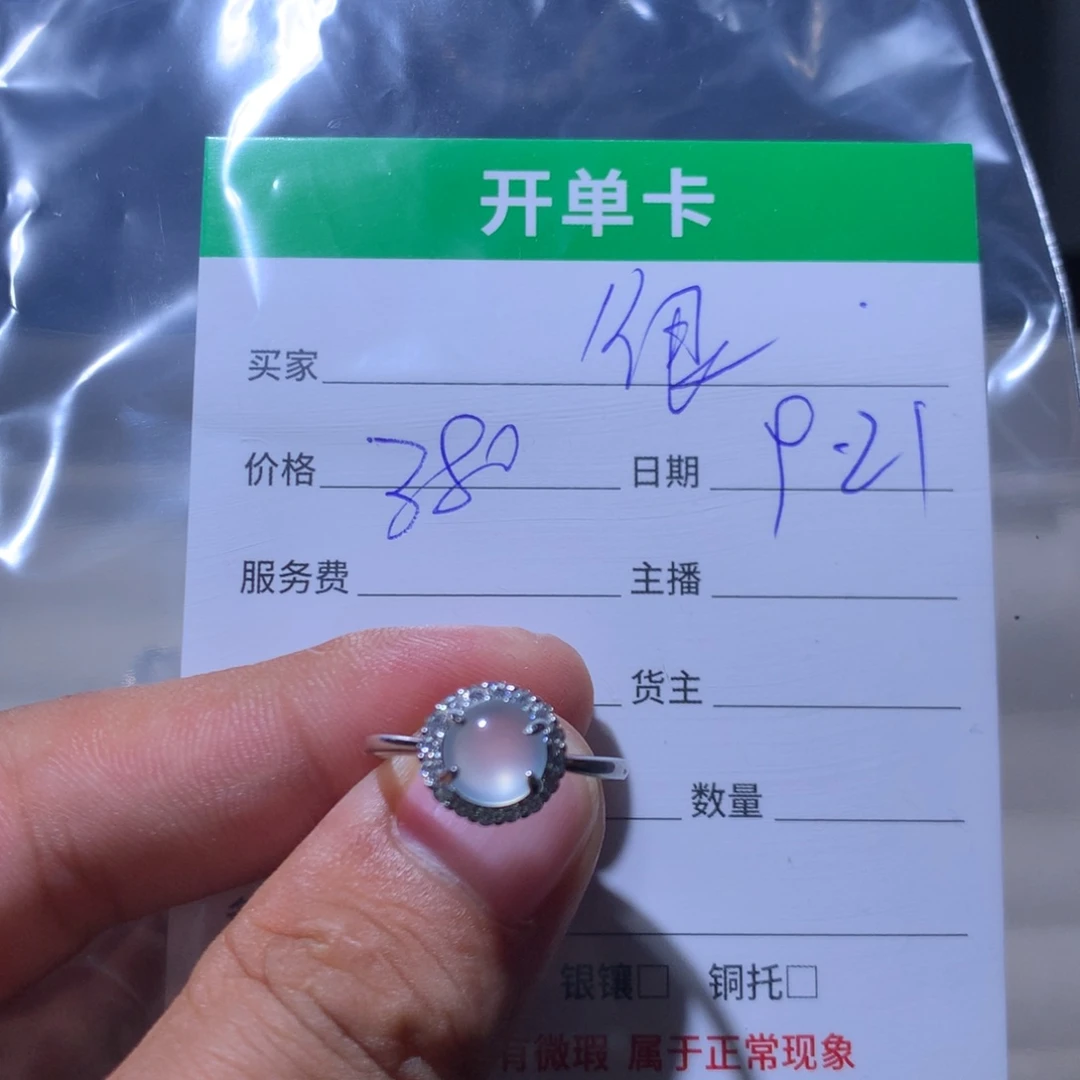 开单卡
买家
价格 380 日期 9.21
服务费 主播
货主
数量
银镶□ 铜托□
有微瑕 属于正常现象